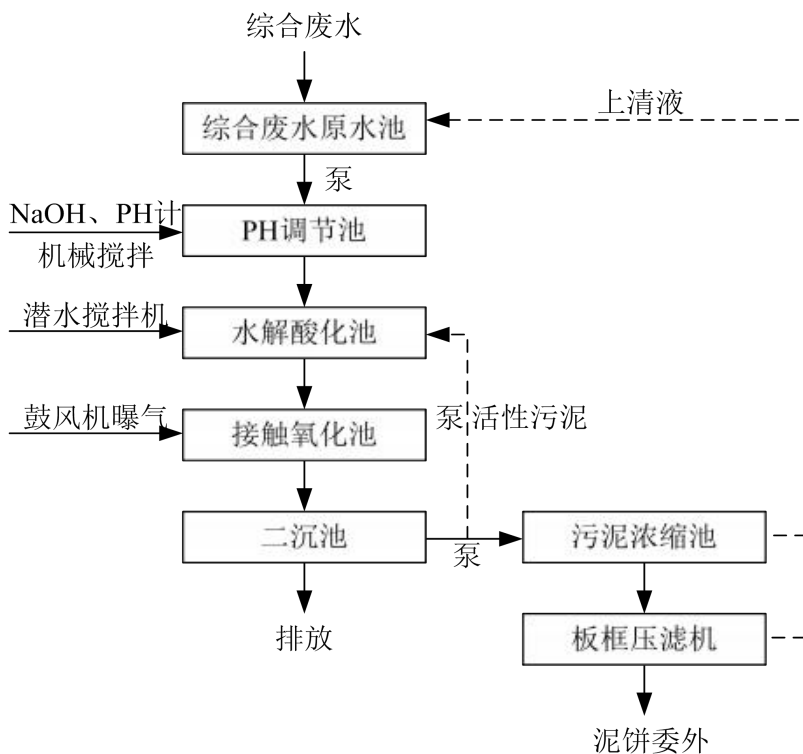 综合废水
上清液
综合废水原水池
泵
NaOH、PH计
PH调节池
机械搅拌
潜水搅拌机
水解酸化池
鼓风机曝气
接触氧化池
泵 活性污泥
二沉池
泵
污泥浓缩池
排放
板框压滤机
泥饼委外